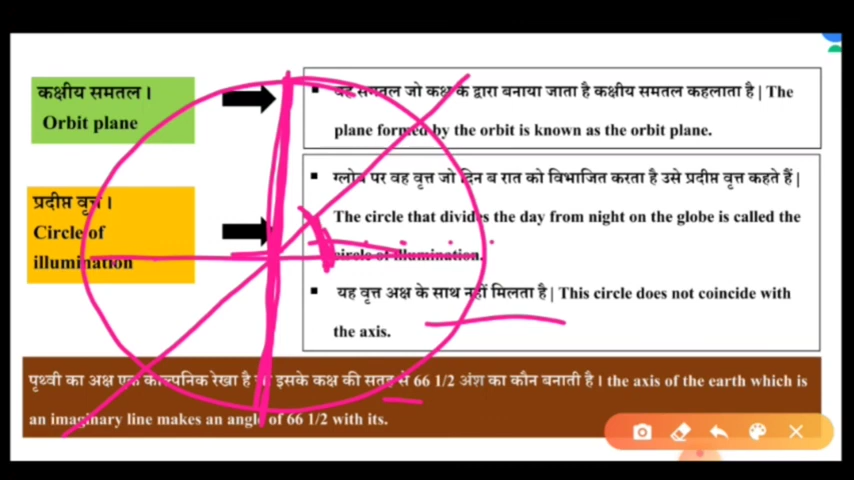 कक्षीय समतल।
Orbit plane
वह समतल जो कक्ष के द्वारा बनाया जाता है कक्षीय समतल कहलाता है | The
plane formed by the orbit is known as the orbit plane.
प्रदीप्त वृत्त।
Circle of
illumination
ग्लोब पर वह वृत्त जो दिन व रात को विभाजित करता है उसे प्रदीप्त वृत्त कहते हैं |
The circle that divides the day from night on the globe is called the
circle of illumination.
यह वृत्त अक्ष के साथ नहीं मिलता है | This circle does not coincide with
the axis.
पृथ्वी का अक्ष एक काल्पनिक रेखा है इसके कक्ष की सतह से 66 1/2 अंश का कौन बनाती है । the axis of the earth which is
an imaginary line makes an angle of 66 1/2 with its.